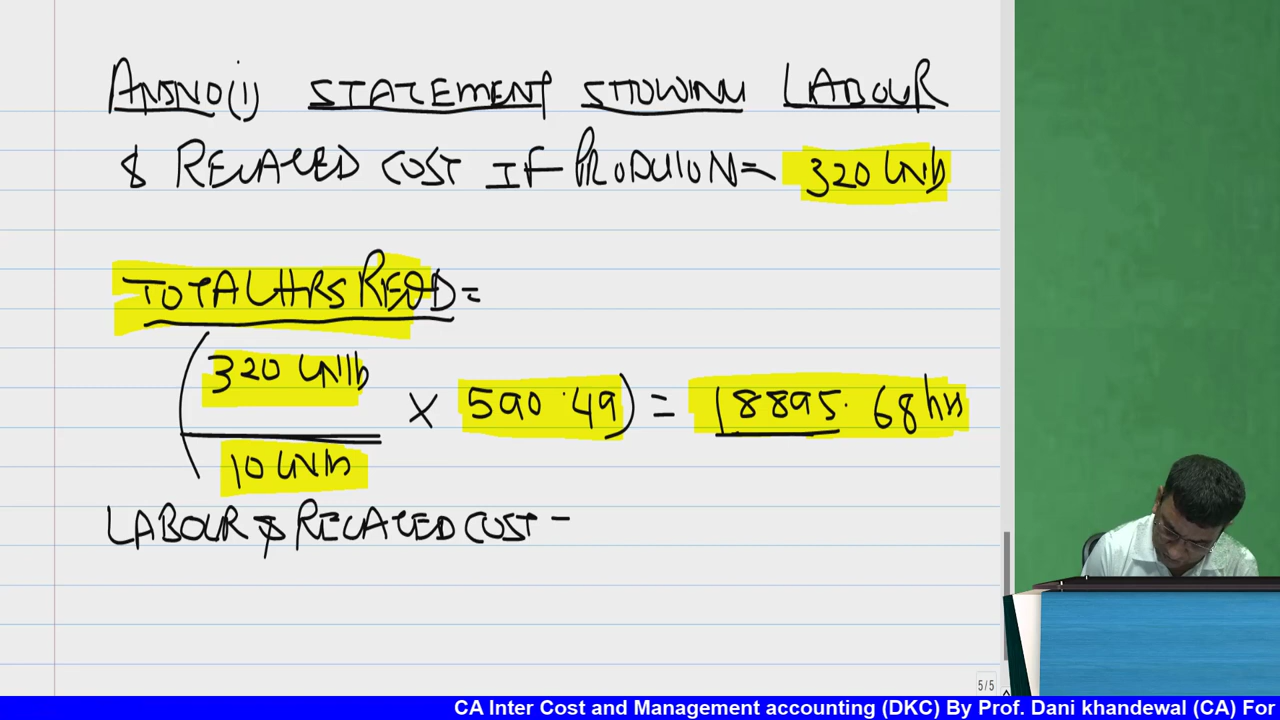 ANSNO(i) STATEMENT SHOWING LABOUR
& RELATED COST IF PRODUCTION = 320 Units
TOTAL HRS REQD =
(320 Units / 10 Units × 590.49) = 18895.68 hrs
LABOUR & RELATED COST =
5/5
CA Inter Cost and Management accounting (DKC) By Prof. Dani khandewal (CA) For